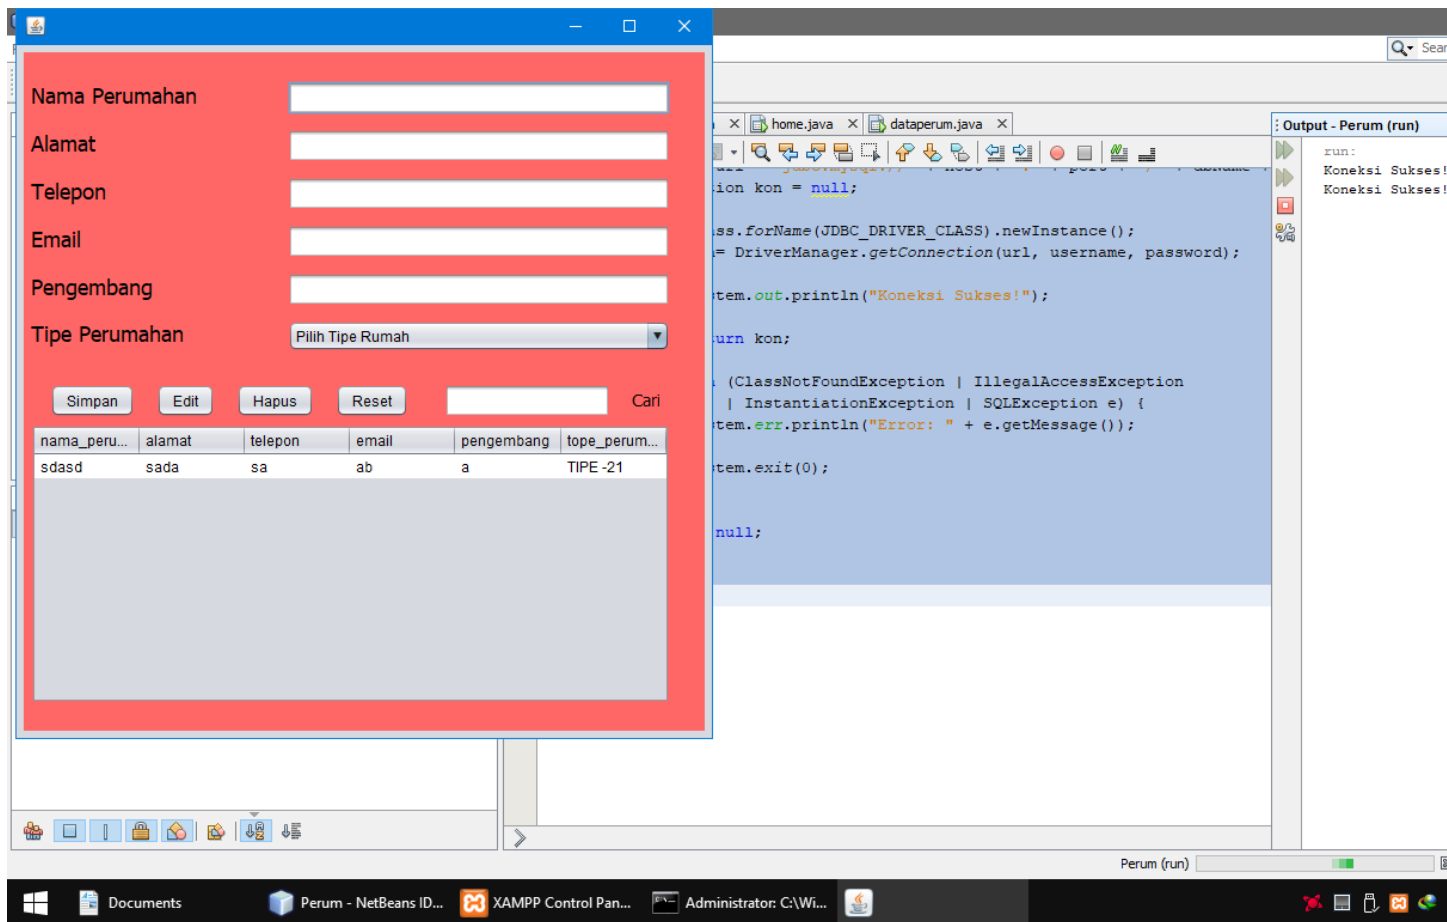 Sear
Nama Perumahan
Alamat
Telepon
Email
Pengembang
Tipe Perumahan
Pilih Tipe Rumah
Simpan Edit Hapus Reset Cari
nama_peru... alamat telepon email pengembang tope_perum...
sdasd sada sa ab a TIPE -21
home.java dataperum.java
ion kon = null;
ss.forName(JDBC_DRIVER_CLASS).newInstance();
= DriverManager.getConnection(url, username, password);
tem.out.println("Koneksi Sukses!");
urn kon;
(ClassNotFoundException | IllegalAccessException
| InstantiationException | SQLException e) {
tem.err.println("Error: " + e.getMessage());
tem.exit(0);
null;
Output - Perum (run)
run:
Koneksi Sukses!
Koneksi Sukses!
Perum (run)
Documents Perum - NetBeans ID... XAMPP Control Pan... Administrator: C:\Wi...